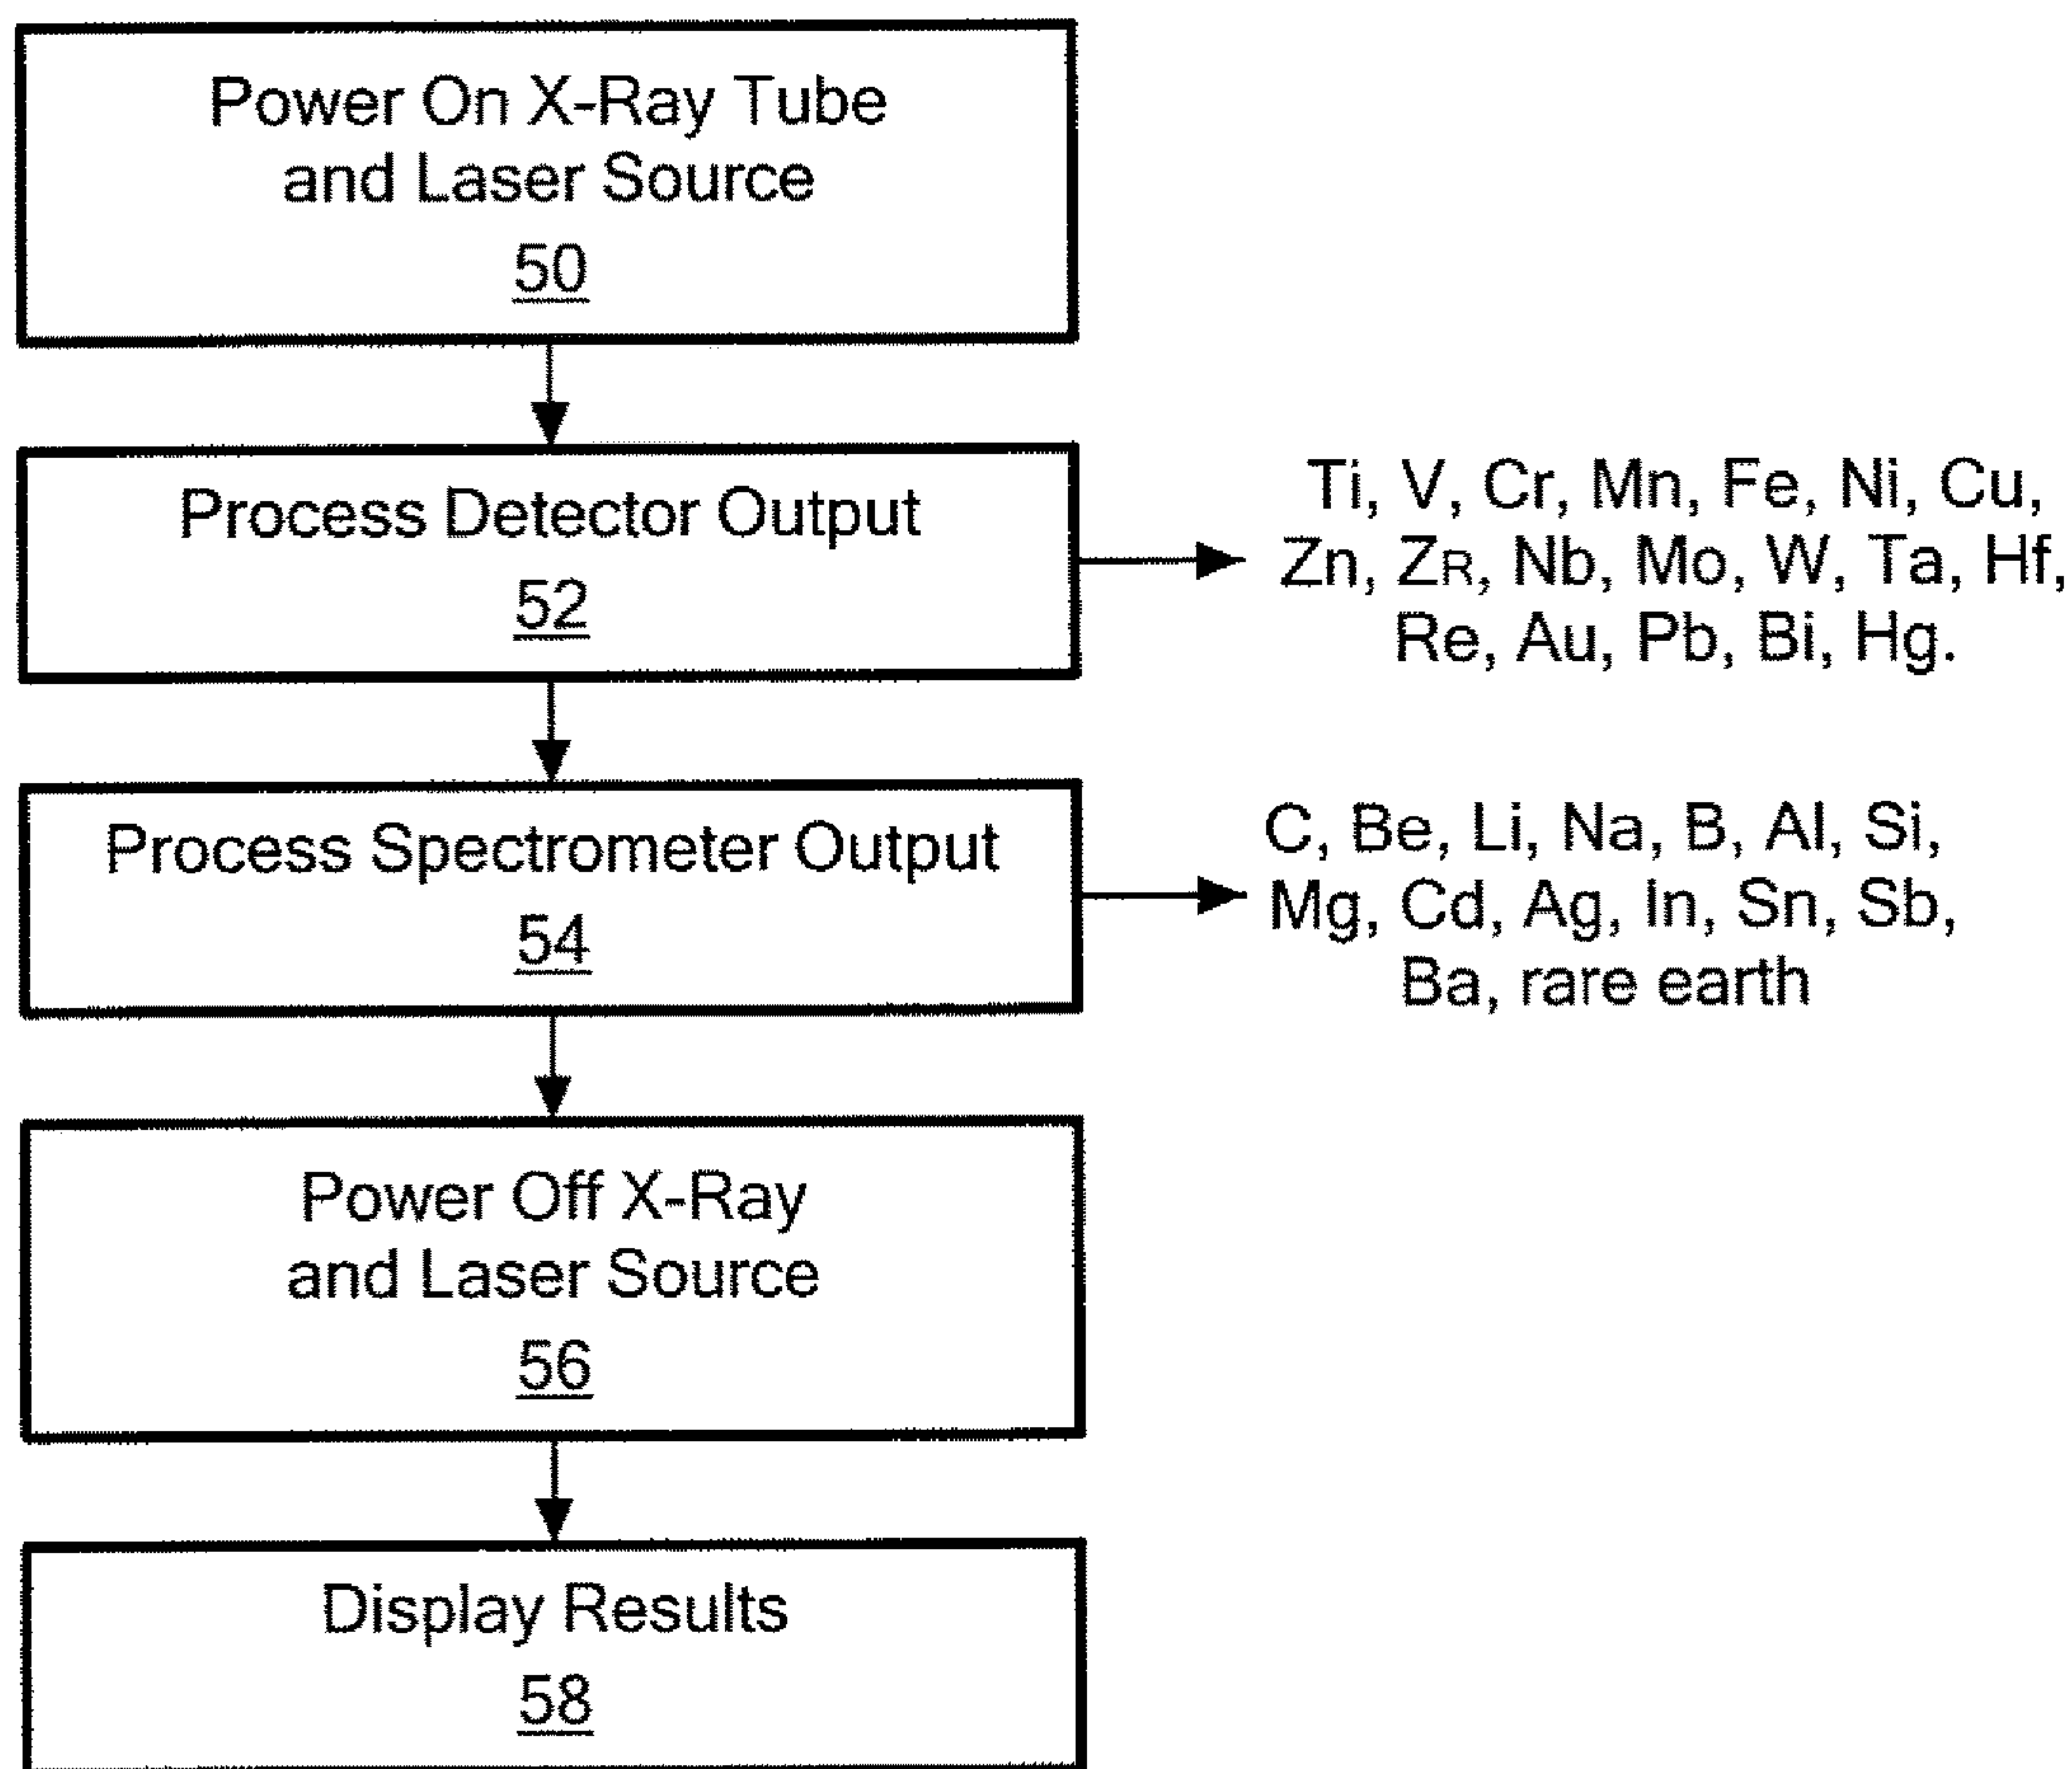 Power On X-Ray Tube
and Laser Source
50
Process Detector Output
52
Ti, V, Cr, Mn, Fe, Ni, Cu,
Zn, ZR, Nb, Mo, W, Ta, Hf,
Re, Au, Pb, Bi, Hg.
Process Spectrometer Output
54
C, Be, Li, Na, B, Al, Si,
Mg, Cd, Ag, In, Sn, Sb,
Ba, rare earth
Power Off X-Ray
and Laser Source
56
Display Results
58